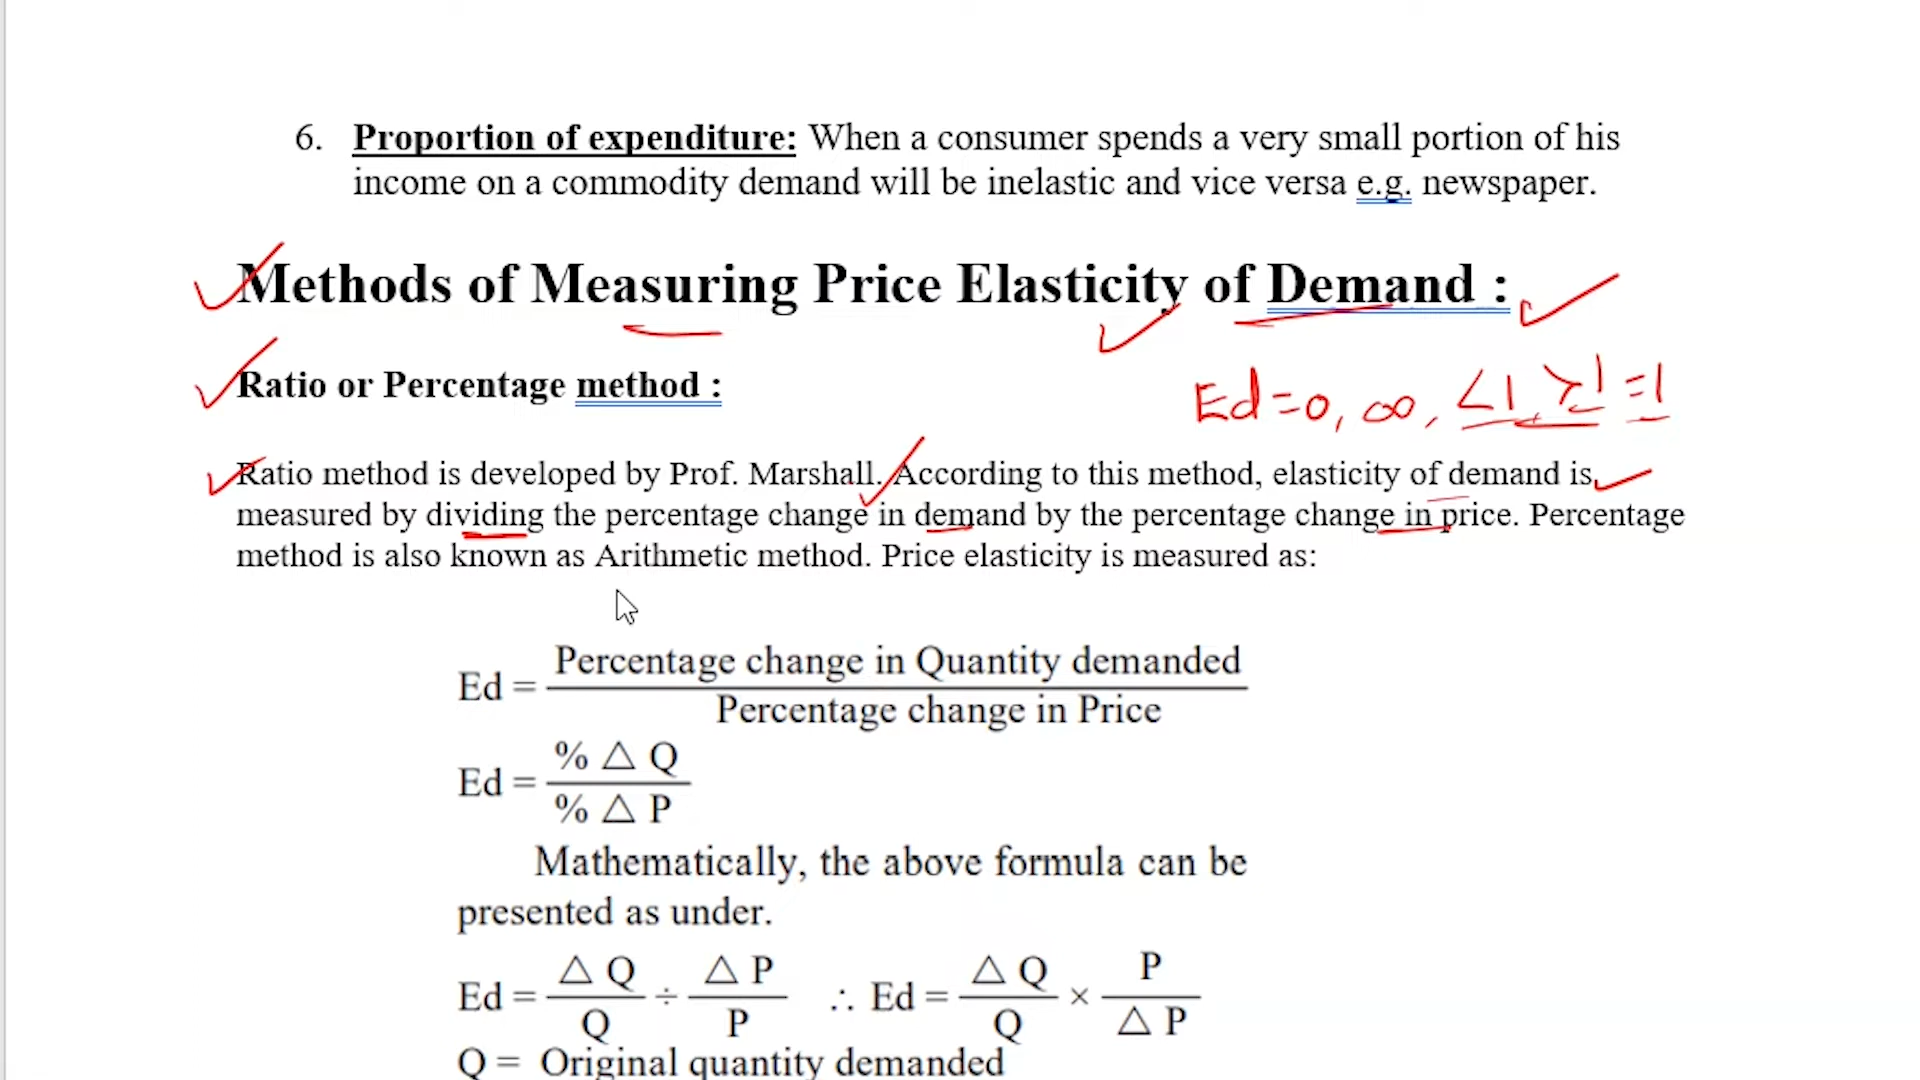 6. Proportion of expenditure: When a consumer spends a very small portion of his
income on a commodity demand will be inelastic and vice versa e.g. newspaper.
Methods of Measuring Price Elasticity of Demand :
Ratio or Percentage method :
Ed=0, ∞, <1, >1 =1
Ratio method is developed by Prof. Marshall. According to this method, elasticity of demand is
measured by dividing the percentage change in demand by the percentage change in price. Percentage
method is also known as Arithmetic method. Price elasticity is measured as:
Ed = Percentage change in Quantity demanded / Percentage change in Price
Ed = % △ Q / % △ P
Mathematically, the above formula can be
presented as under.
Ed = △ Q / Q ÷ △ P / P ∴ Ed = △ Q / Q × P / △ P
Q = Original quantity demanded